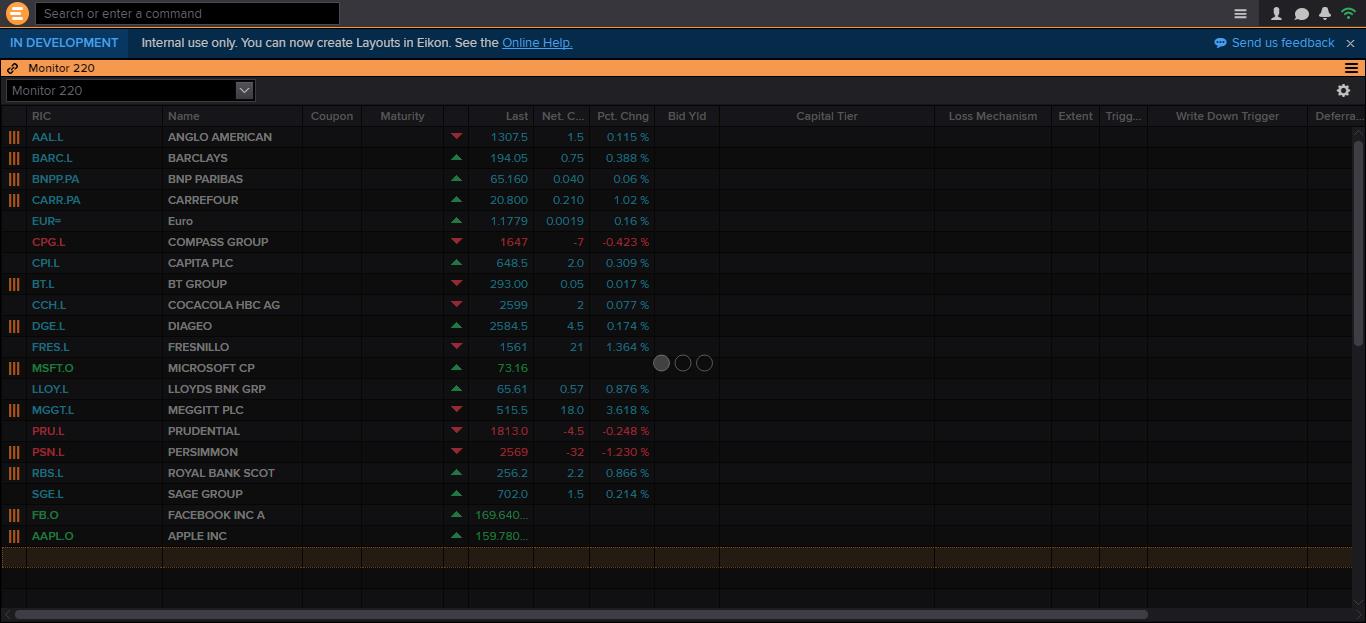 Search or enter a command
IN DEVELOPMENT Internal use only. You can now create Layouts in Eikon. See the Online Help. Send us feedback
Monitor 220
Monitor 220
RIC Name Coupon Maturity Last Net. C... Pct. Chng Bid Yld Capital Tier Loss Mechanism Extent Trigg... Write Down Trigger Deferra...
AAL.L ANGLO AMERICAN 1307.5 1.5 0.115 %
BARC.L BARCLAYS 194.05 0.75 0.388 %
BNPP.PA BNP PARIBAS 65.160 0.040 0.06 %
CARR.PA CARREFOUR 20.800 0.210 1.02 %
EUR= Euro 1.1779 0.0019 0.16 %
CPG.L COMPASS GROUP 1647 -7 -0.423 %
CPI.L CAPITA PLC 648.5 2.0 0.309 %
BT.L BT GROUP 293.00 0.05 0.017 %
CCH.L COCACOLA HBC AG 2599 2 0.077 %
DGE.L DIAGEO 2584.5 4.5 0.174 %
FRES.L FRESNILLO 1561 21 1.364 %
MSFT.O MICROSOFT CP 73.16
LLOY.L LLOYDS BNK GRP 65.61 0.57 0.876 %
MGGT.L MEGGITT PLC 515.5 18.0 3.618 %
PRU.L PRUDENTIAL 1813.0 -4.5 -0.248 %
PSN.L PERSIMMON 2569 -32 -1.230 %
RBS.L ROYAL BANK SCOT 256.2 2.2 0.866 %
SGE.L SAGE GROUP 702.0 1.5 0.214 %
FB.O FACEBOOK INC A 169.640...
AAPL.O APPLE INC 159.780...